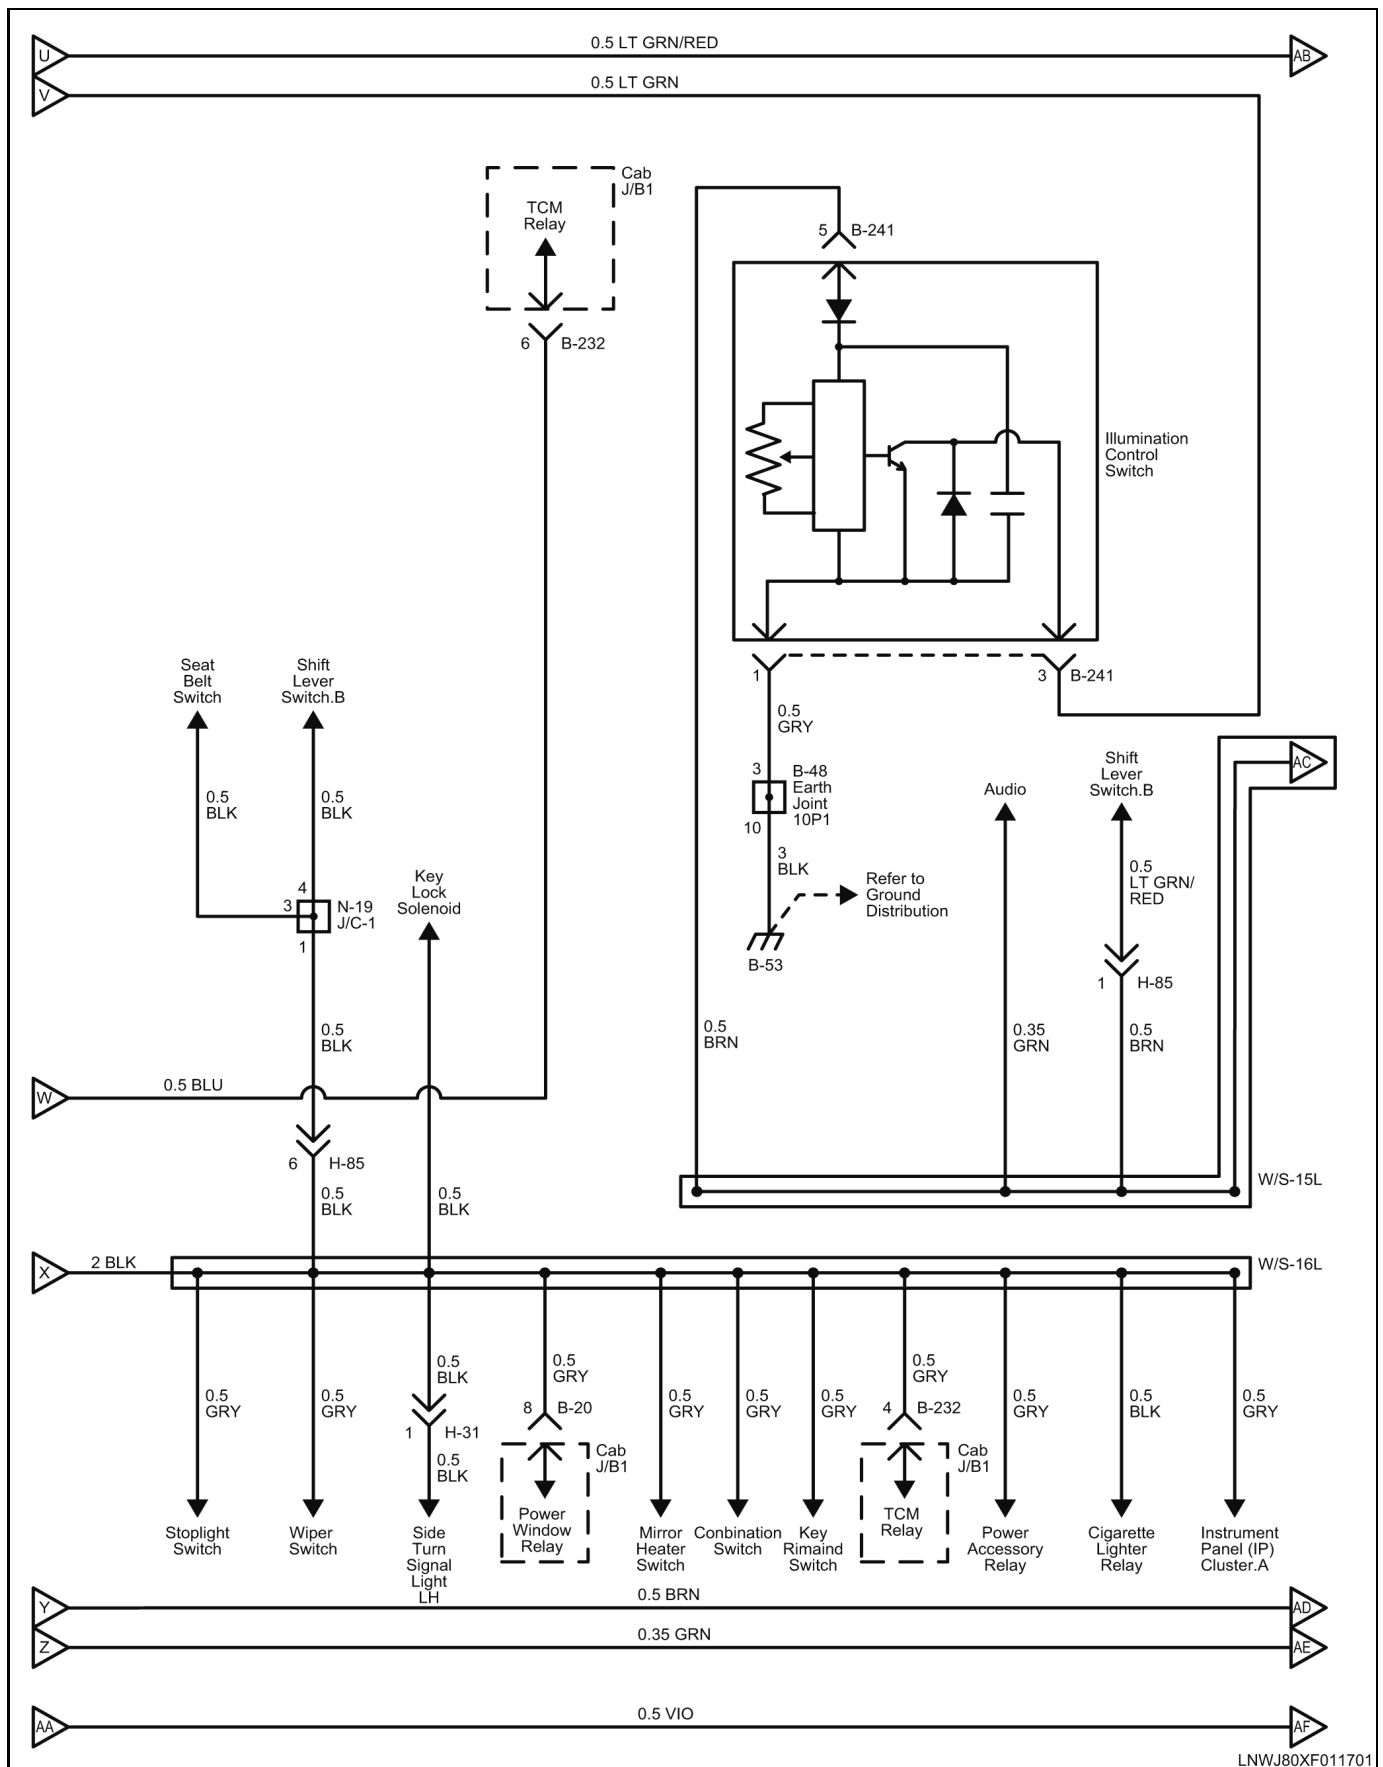 0.5 LT GRN/RED
U
AB
0.5 LT GRN
V
Cab
J/B1
TCM
Relay
6 B-232
5 B-241
Illumination
Control
Switch
1
3 B-241
0.5
GRY
3
B-48
Earth
Joint
10P1
10
3
BLK
Refer to
Ground
Distribution
B-53
Seat
Belt
Switch
Shift
Lever
Switch.B
0.5
BLK
0.5
BLK
4
3
N-19
J/C-1
1
Key
Lock
Solenoid
Audio
Shift
Lever
Switch.B
AC
0.5
LT GRN/
RED
1 H-85
0.5
BLK
0.5
BRN
0.35
GRN
0.5
BRN
W
0.5 BLU
6 H-85
0.5
BLK
0.5
BLK
W/S-15L
X
2 BLK
W/S-16L
0.5
GRY
0.5
GRY
0.5
BLK
1 H-31
0.5
BLK
0.5
GRY
8 B-20
Cab
J/B1
0.5
GRY
0.5
GRY
0.5
GRY
0.5
GRY
4 B-232
Cab
J/B1
0.5
GRY
0.5
BLK
0.5
GRY
Stoplight
Switch
Wiper
Switch
Side
Turn
Signal
Light
LH
Power
Window
Relay
Mirror
Heater
Switch
Conbination
Switch
Key
Rimaind
Switch
TCM
Relay
Power
Accessory
Relay
Cigarette
Lighter
Relay
Instrument
Panel (IP)
Cluster.A
Y
0.5 BRN
AD
Z
0.35 GRN
AE
AA
0.5 VIO
AF
LNWJ80XF011701